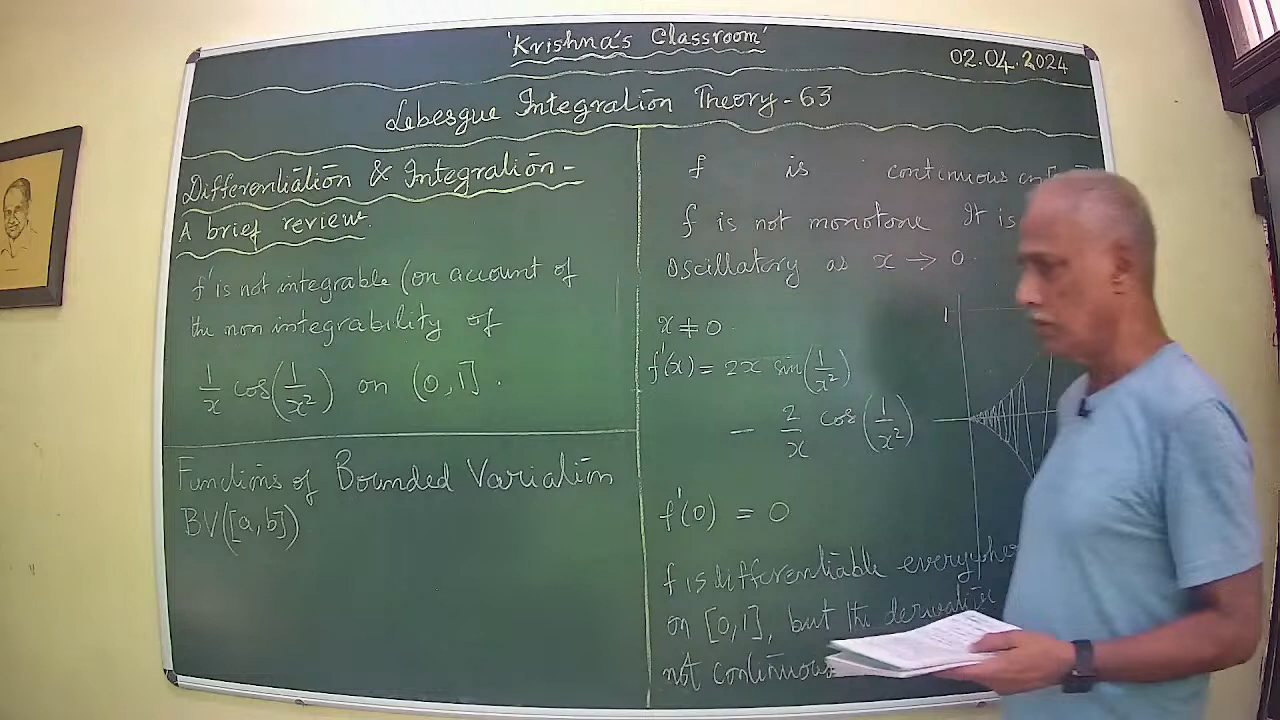 'Krishna's Classroom'
02.04.2024
Lebesgue Integration Theory - 63
Differentiation & Integration -
A brief review.
f' is not integrable (on account of
the non integrability of
1/x cos(1/x²) on (0,1].
Functions of Bounded Variation
BV([a,b])
f is continuous on
f is not monotone It is
oscillatory as x → 0.
x ≠ 0.
f'(x) = 2x sin(1/x²)
- 2/x cos(1/x²)
1
f'(0) = 0
f is differentiable
on [0,1], but the derivative
not continuous